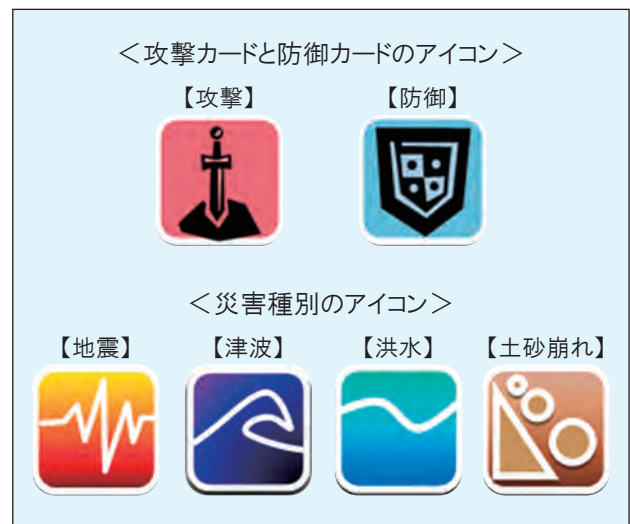 ＜攻撃カードと防御カードのアイコン＞
【攻撃】 【防御】
＜災害種別のアイコン＞
【地震】 【津波】 【洪水】 【土砂崩れ】